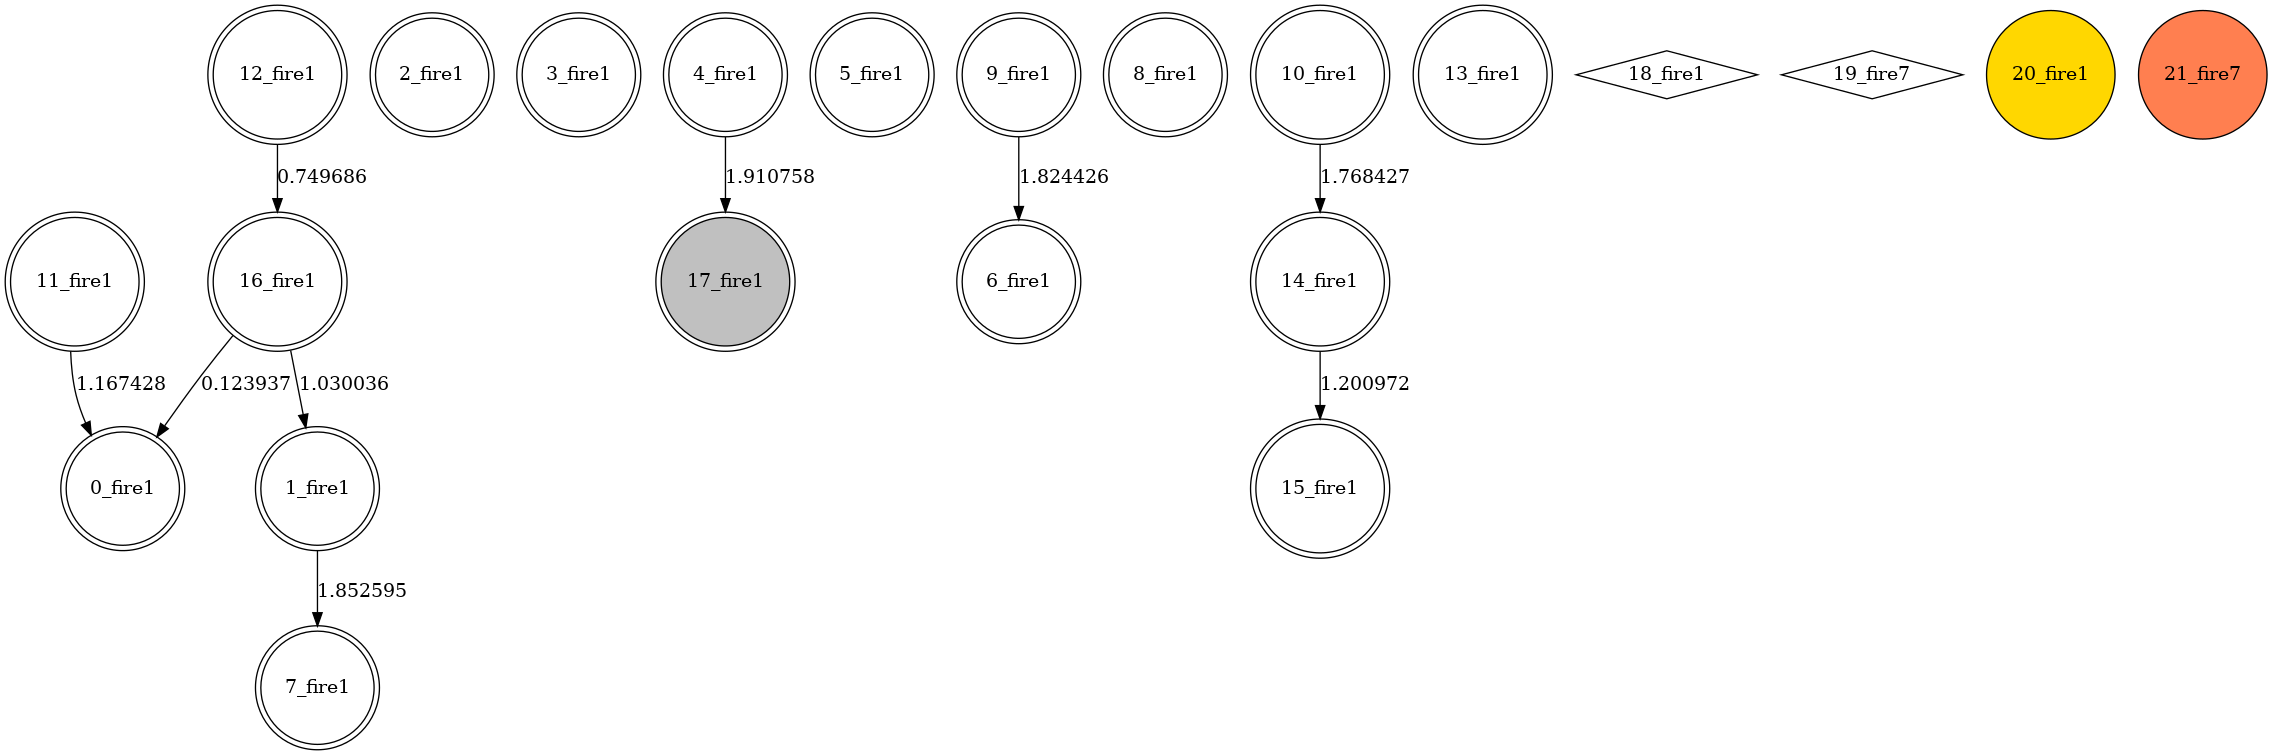 12_fire1
2_fire1
3_fire1
4_fire1
5_fire1
9_fire1
8_fire1
10_fire1
13_fire1
18_fire1
19_fire7
20_fire1
21_fire7
0.749686
1.910758
1.824426
1.768427
11_fire1
16_fire1
17_fire1
6_fire1
14_fire1
1.167428
0.123937
1.030036
1.200972
0_fire1
1_fire1
15_fire1
1.852595
7_fire1